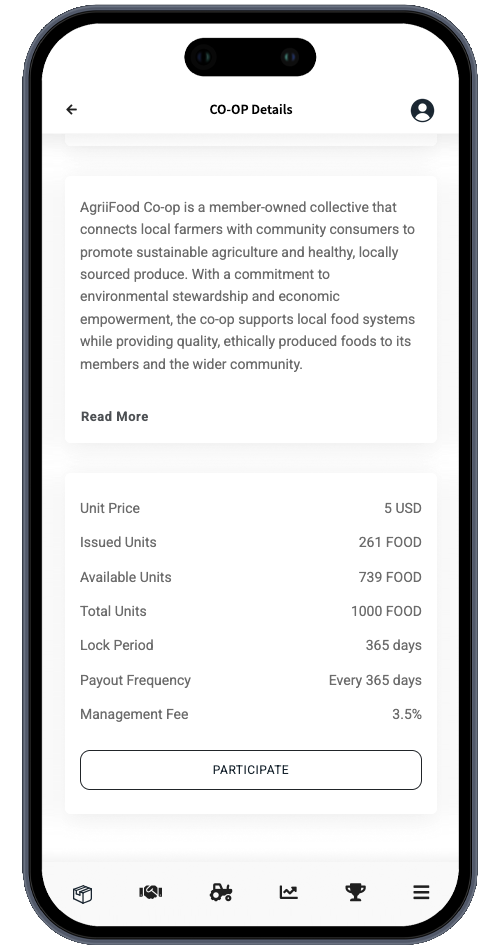 CO-OP Details
AgriiFood Co-op is a member-owned collective that
connects local farmers with community consumers to
promote sustainable agriculture and healthy, locally
sourced produce. With a commitment to
environmental stewardship and economic
empowerment, the co-op supports local food systems
while providing quality, ethically produced foods to its
members and the wider community.
Read More
Unit Price 5 USD
Issued Units 261 FOOD
Available Units 739 FOOD
Total Units 1000 FOOD
Lock Period 365 days
Payout Frequency Every 365 days
Management Fee 3.5%
PARTICIPATE